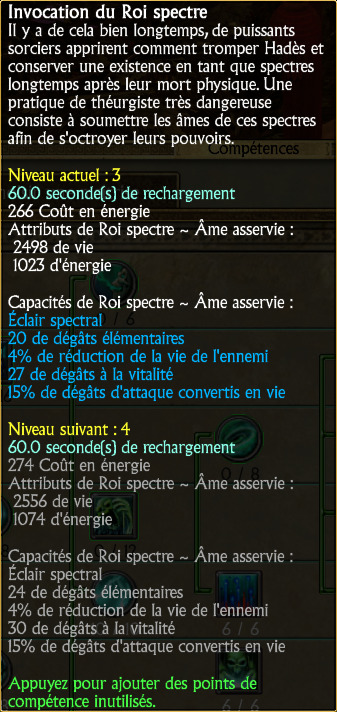 Invocation du Roi spectre
Il y a de cela bien longtemps, de puissants
sorciers apprirent comment tromper Hadès et
conserver une existence en tant que spectres
longtemps après leur mort physique. Une
pratique de théurgiste très dangereuse
consiste à soumettre les âmes de ces spectres
afin de s'octroyer leurs pouvoirs.
Compétences
Niveau actuel : 3
60.0 seconde(s) de rechargement
266 Coût en énergie
Attributs de Roi spectre ~ Âme asservie :
2498 de vie
1023 d'énergie
Capacités de Roi spectre ~ Âme asservie :
Éclair spectral
20 de dégâts élémentaires
4% de réduction de la vie de l'ennemi
27 de dégâts à la vitalité
15% de dégâts d'attaque convertis en vie
Niveau suivant : 4
60.0 seconde(s) de rechargement
274 Coût en énergie
0 / 8
Attributs de Roi spectre ~ Âme asservie :
2556 de vie
1074 d'énergie
Capacités de Roi spectre ~ Âme asservie :
Éclair spectral
24 de dégâts élémentaires
4% de réduction de la vie de l'ennemi
30 de dégâts à la vitalité
6 / 6
15% de dégâts d'attaque convertis en vie
Appuyez pour ajouter des points de
compétence inutilisés.
6 / 6